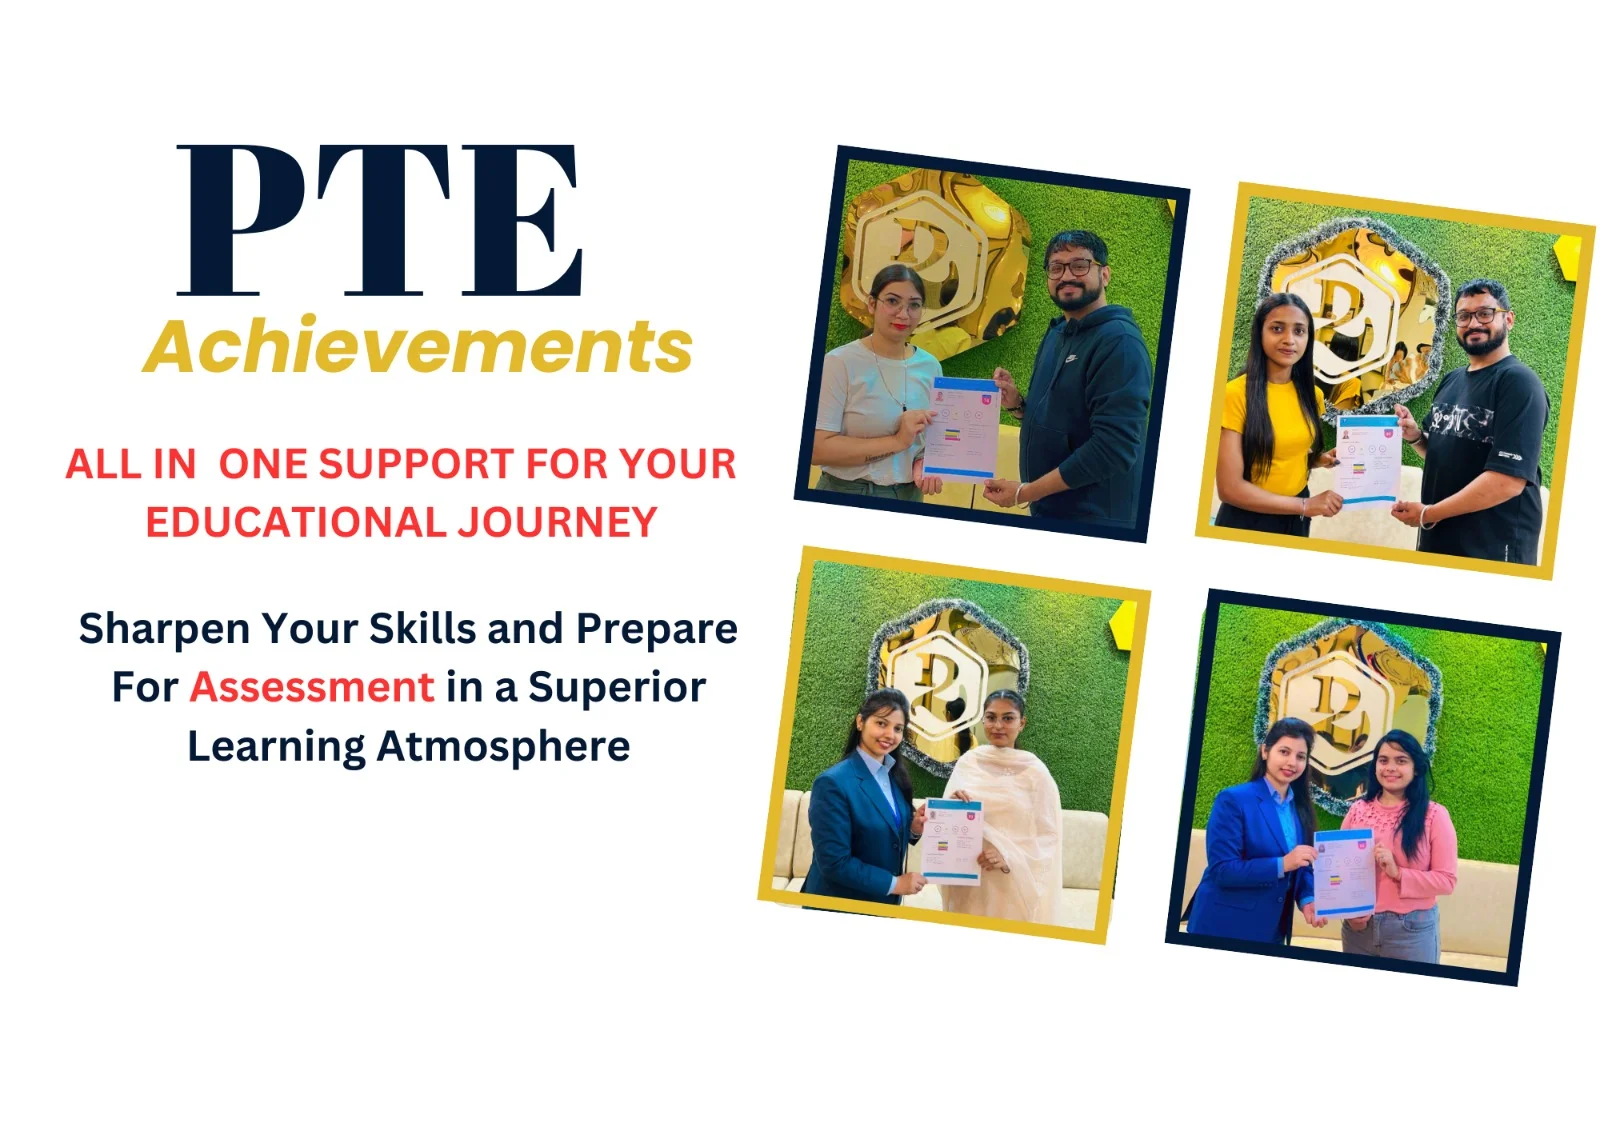 PTE
Achievements
ALL IN ONE SUPPORT FOR YOUR
EDUCATIONAL JOURNEY
Sharpen Your Skills and Prepare
For Assessment in a Superior
Learning Atmosphere